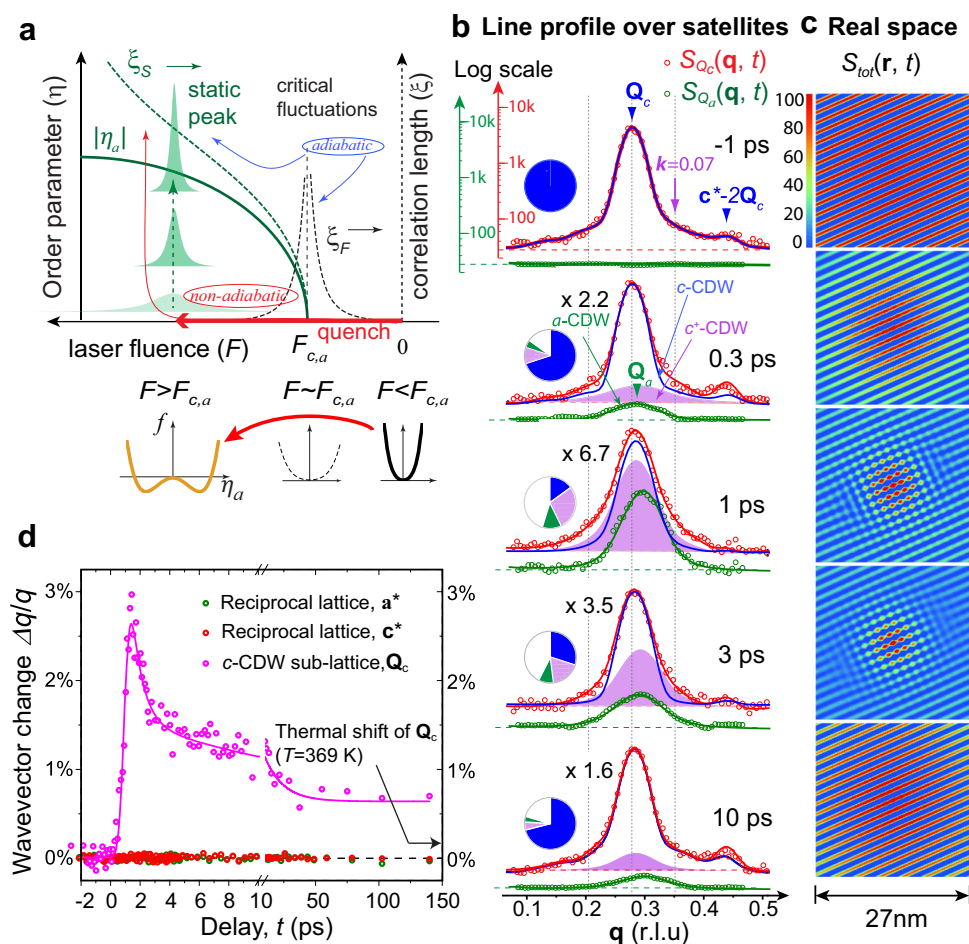 a
b Line profile over satellites
c Real space
Order parameter (η)
correlation length (ξ)
ξS
static
peak
critical
fluctuations
|ηa|
adiabatic
ξF
non-adiabatic
quench
laser fluence (F)
Fc,a
0
F>Fc,a
F~Fc,a
F<Fc,a
f
ηa
Log scale
SQc(q, t)
SQa(q, t)
10k
1k
100
10k
1k
100
Qc
-1 ps
k=0.07
c*-2Qc
x 2.2
a-CDW
c-CDW
c+-CDW
Qa
0.3 ps
x 6.7
1 ps
x 3.5
3 ps
x 1.6
10 ps
0.1
0.2
0.3
0.4
0.5
q (r.l.u)
Stot(r, t)
100
80
60
40
20
0
27nm
d
Wavevector change Δq/q
3%
2%
1%
0%
3%
2%
1%
0%
Reciprocal lattice, a*
Reciprocal lattice, c*
c-CDW sub-lattice,Qc
Thermal shift of Qc
(T=369 K)
-2 0 2 4 6 8 10 50 100 150
Delay, t (ps)